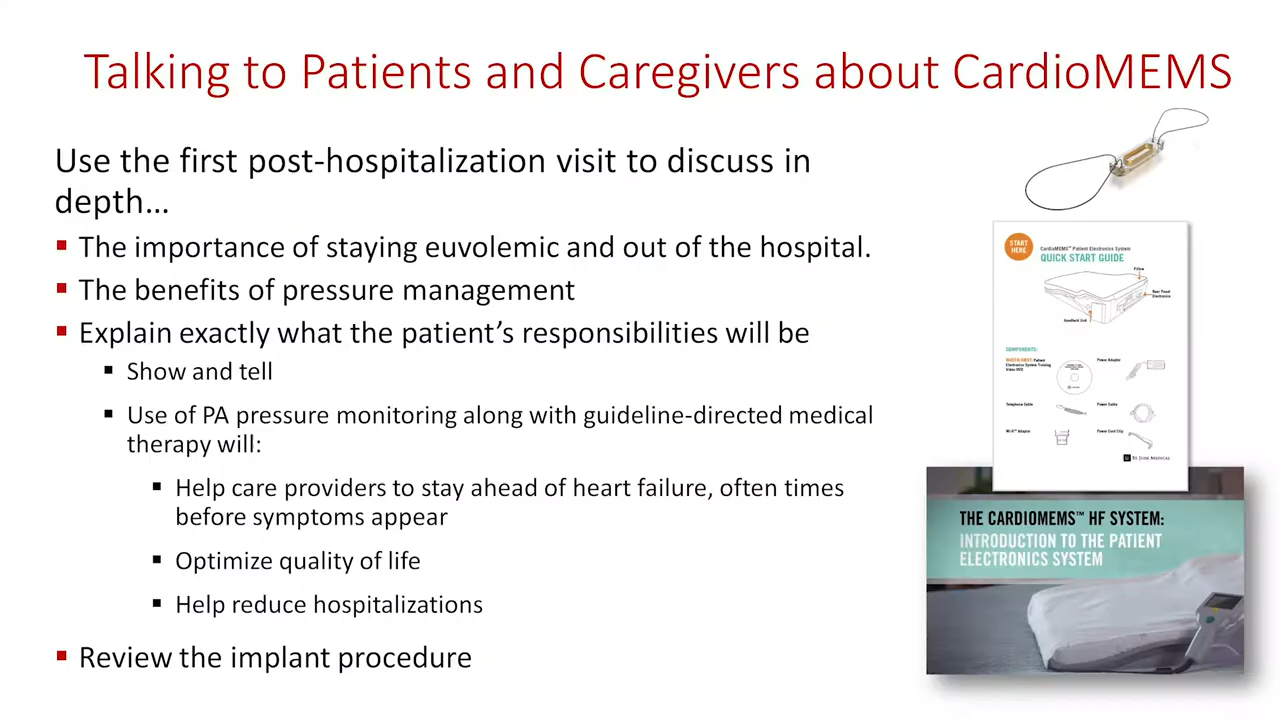 Talking to Patients and Caregivers about CardioMEMS
Use the first post-hospitalization visit to discuss in
depth…
▪ The importance of staying euvolemic and out of the hospital.
▪ The benefits of pressure management
▪ Explain exactly what the patient's responsibilities will be
▪ Show and tell
▪ Use of PA pressure monitoring along with guideline-directed medical
therapy will:
▪ Help care providers to stay ahead of heart failure, often times
before symptoms appear
▪ Optimize quality of life
▪ Help reduce hospitalizations
▪ Review the implant procedure
START
HERE
CardioMEMS™ Patient Electronics System
QUICK START GUIDE
Pillow
Rear Panel
Electronics
Handheld Unit
COMPONENTS:
Patient
Electronics System Training
Video DVD
Power Adapter
Telephone Cable
Power Cable
Wi-Fi™ Adapter
Power Cord Clip
ST. JUDE MEDICAL
THE CARDIOMEMS™ HF SYSTEM:
INTRODUCTION TO THE PATIENT
ELECTRONICS SYSTEM